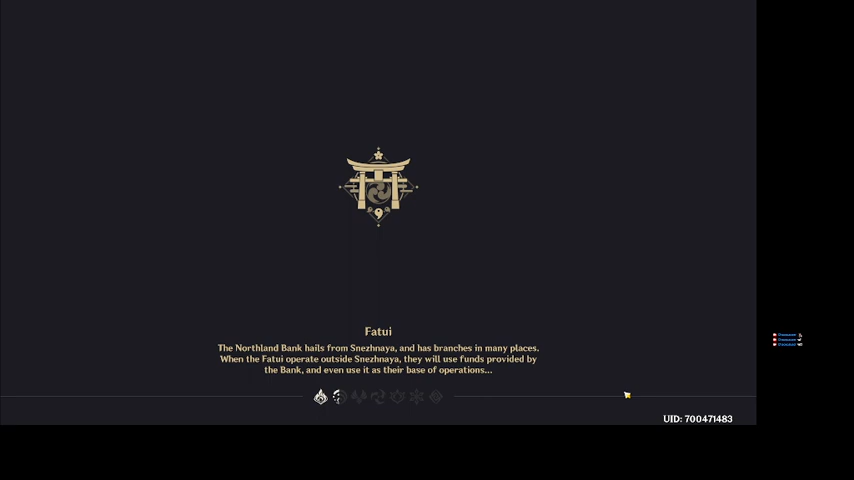 Fatui
The Northland Bank hails from Snezhnaya, and has branches in many places.
When the Fatui operate outside Snezhnaya, they will use funds provided by
the Bank, and even use it as their base of operations...
UID: 700471483